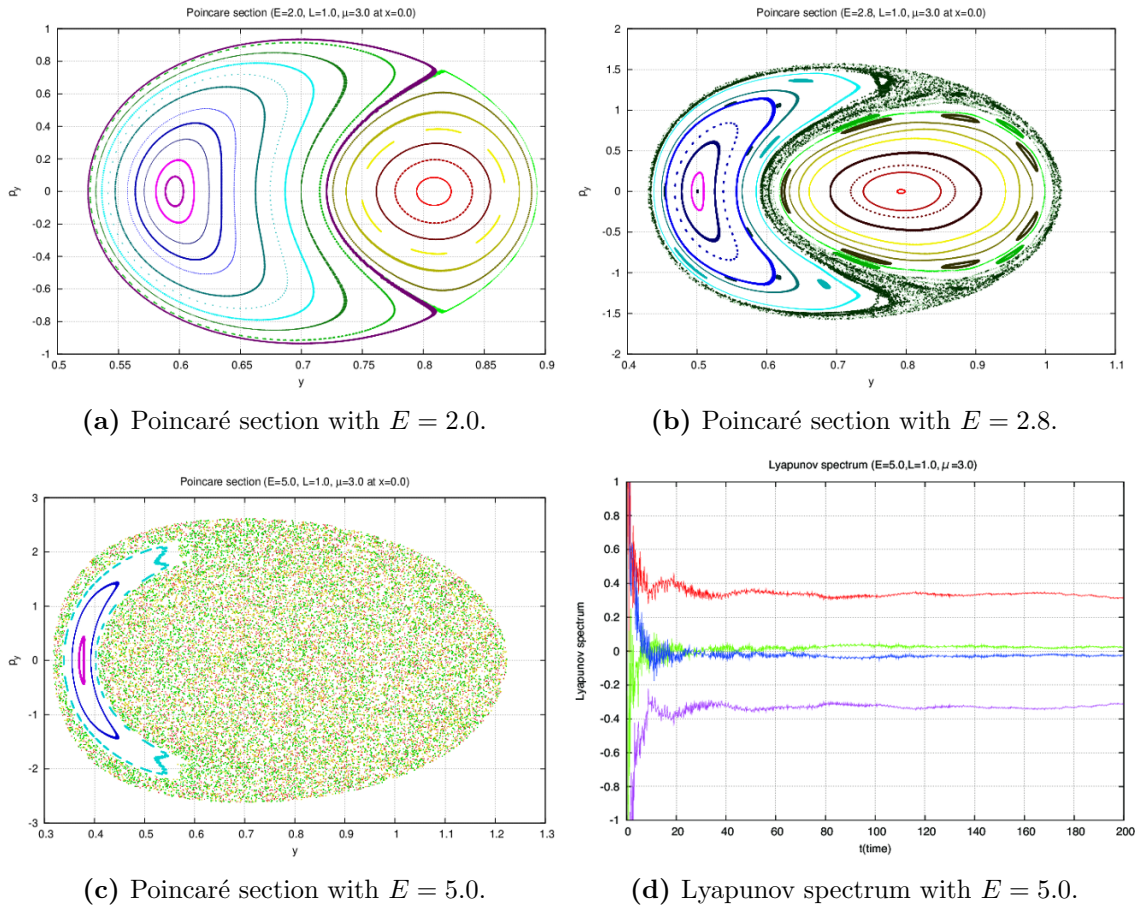 Poincare section (E=2.0, L=1.0, μ=3.0 at x=0.0)
1
0.8
0.6
0.4
0.2
0
-0.2
-0.4
-0.6
-0.8
-1
p_y
0.5 0.55 0.6 0.65 0.7 0.75 0.8 0.85 0.9
y
(a) Poincaré section with E = 2.0.
Poincare section (E=2.8, L=1.0, μ=3.0 at x=0.0)
2
1.5
1
0.5
0
-0.5
-1
-1.5
-2
p_y
0.4 0.5 0.6 0.7 0.8 0.9 1 1.1
y
(b) Poincaré section with E = 2.8.
Poincare section (E=5.0, L=1.0, μ=3.0 at x=0.0)
3
2
1
0
-1
-2
-3
p_y
0.3 0.4 0.5 0.6 0.7 0.8 0.9 1 1.1 1.2 1.3
y
(c) Poincaré section with E = 5.0.
Lyapunov spectrum (E=5.0,L=1.0, μ=3.0)
1
0.8
0.6
0.4
0.2
0
-0.2
-0.4
-0.6
-0.8
-1
Lyapunov spectrum
0 20 40 60 80 100 120 140 160 180 200
t(time)
(d) Lyapunov spectrum with E = 5.0.